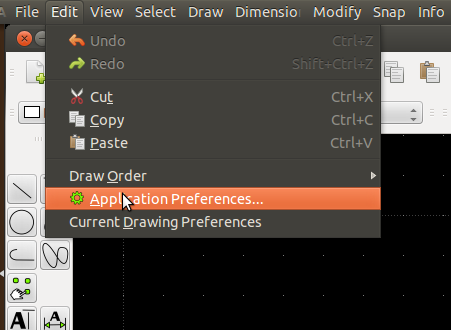 File Edit View Select Draw Dimension Modify Snap Info
Undo Ctrl+Z
Redo Shift+Ctrl+Z
Cut Ctrl+X
Copy Ctrl+C
Paste Ctrl+V
Draw Order
Application Preferences...
Current Drawing Preferences
A
A